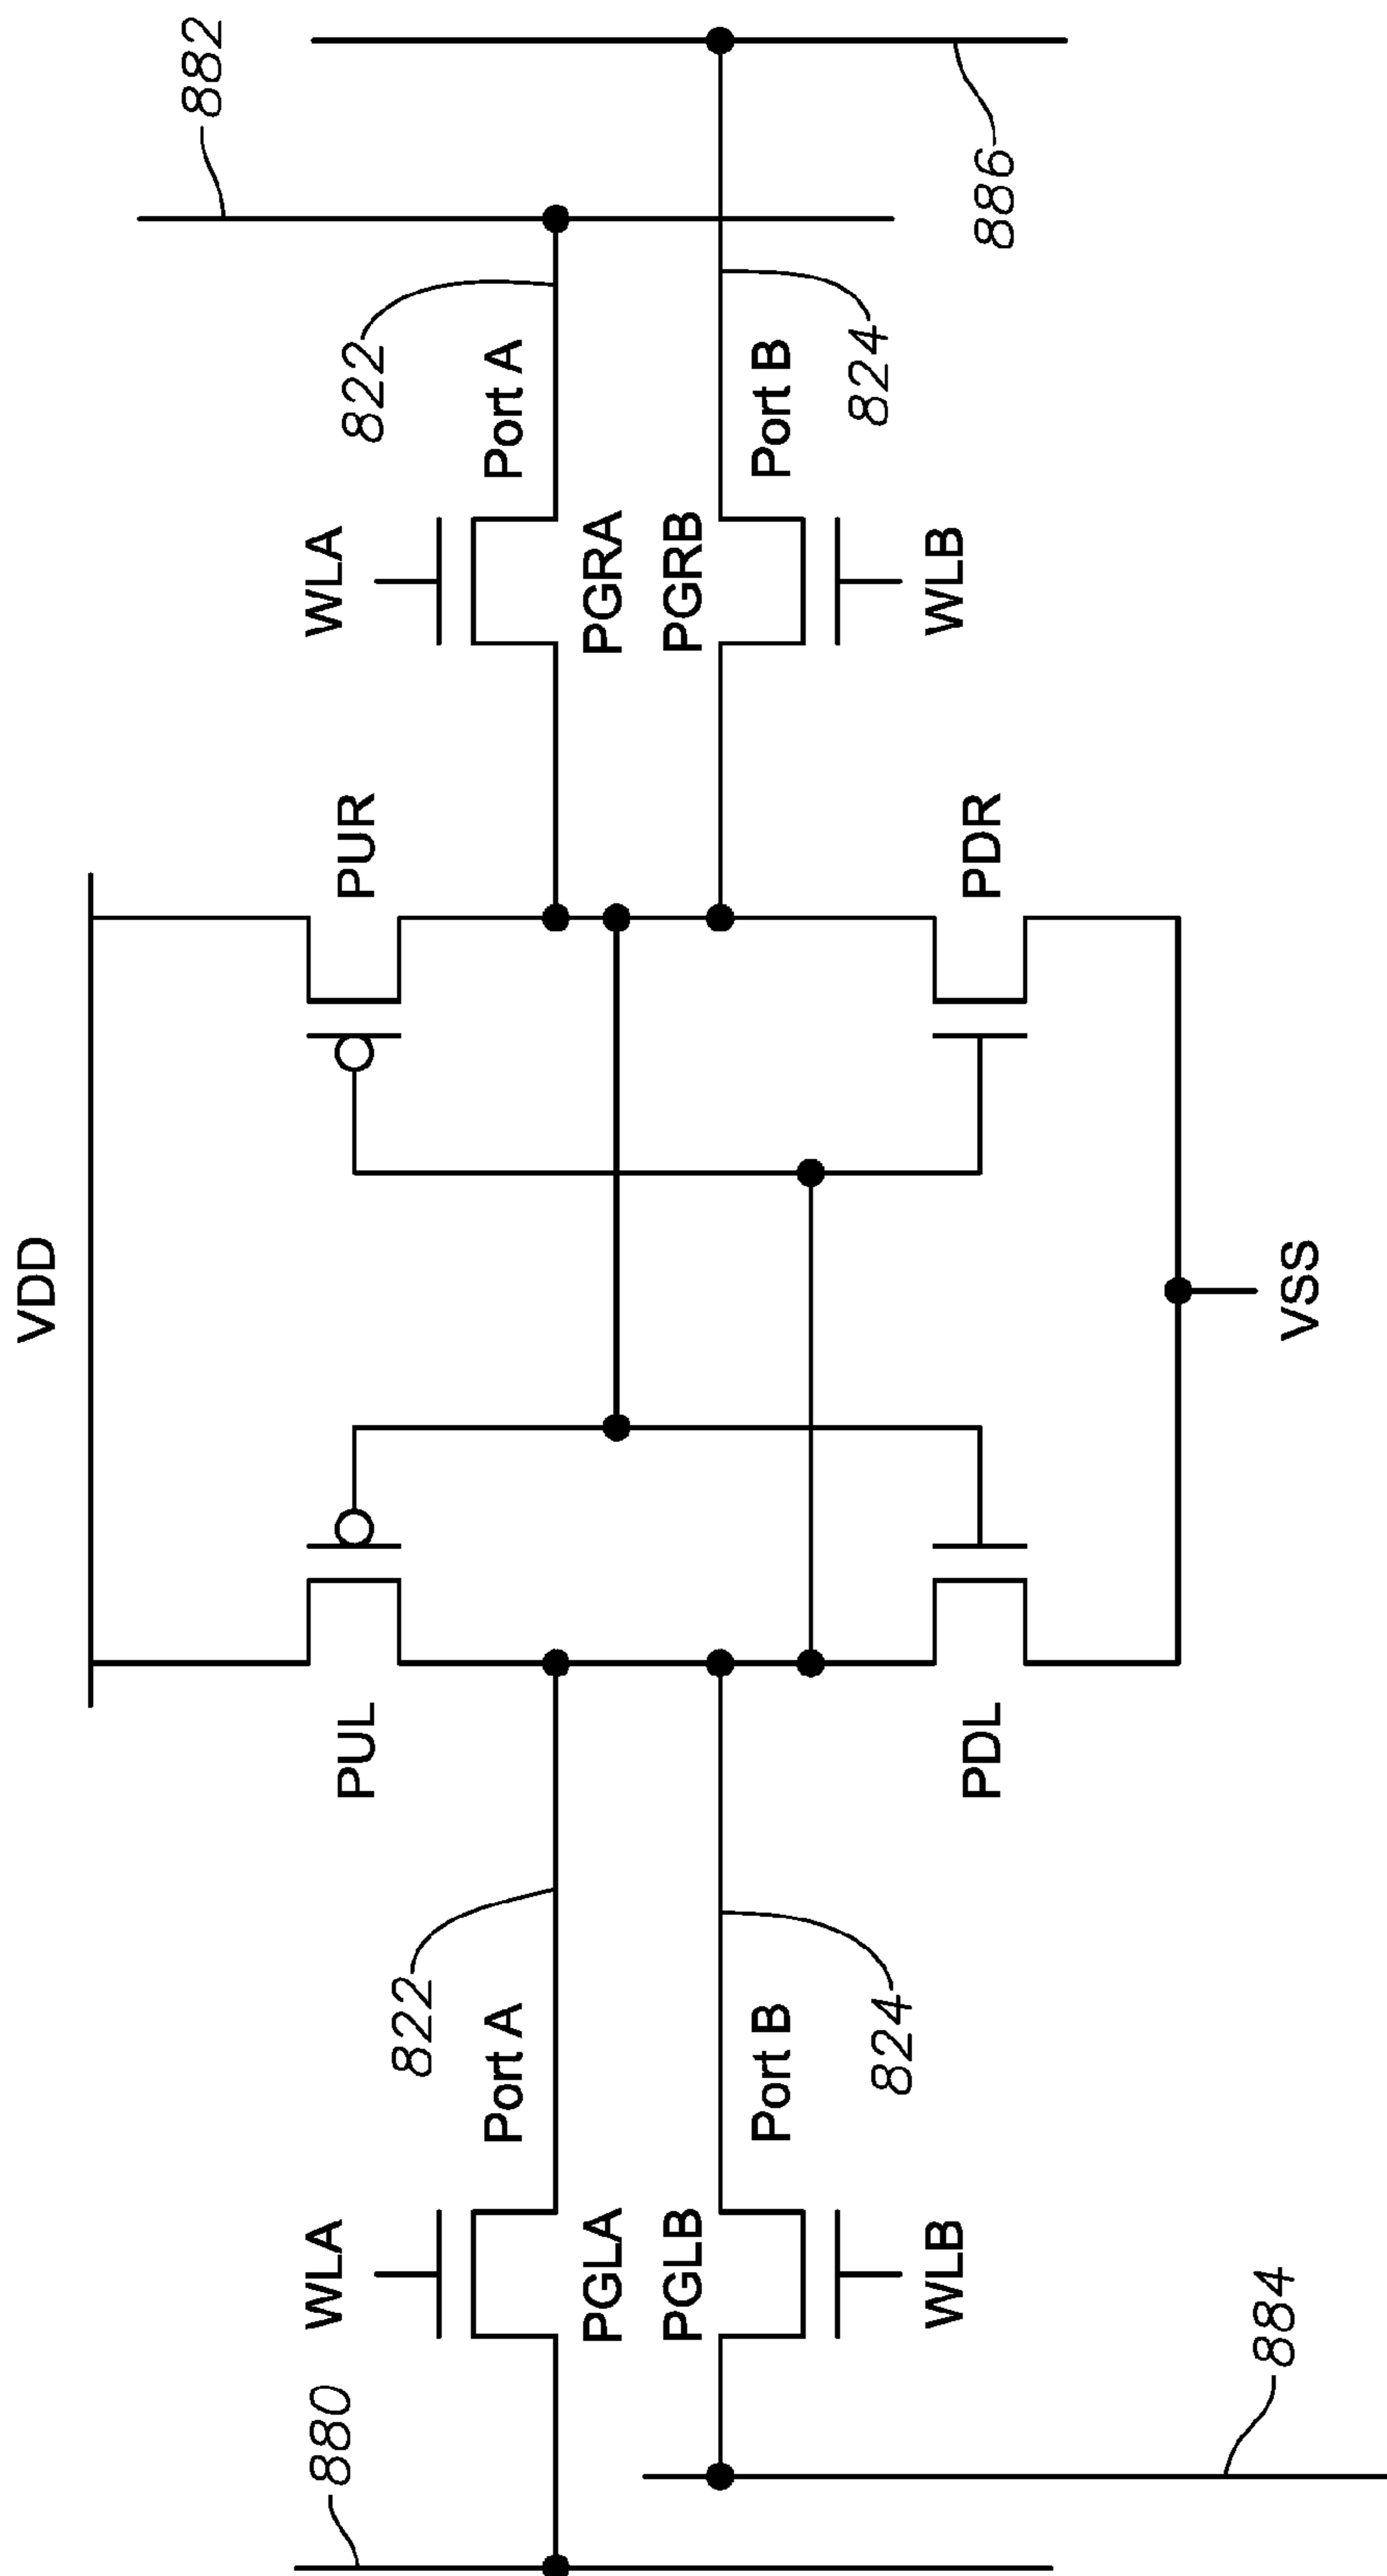 VDD
880
WLA
PGLA
Port A
822
PUL
PUR
WLA
PGRA
Port A
822
882
884
WLB
PGLB
Port B
824
PDL
PDR
WLB
PGRB
Port B
824
886
VSS